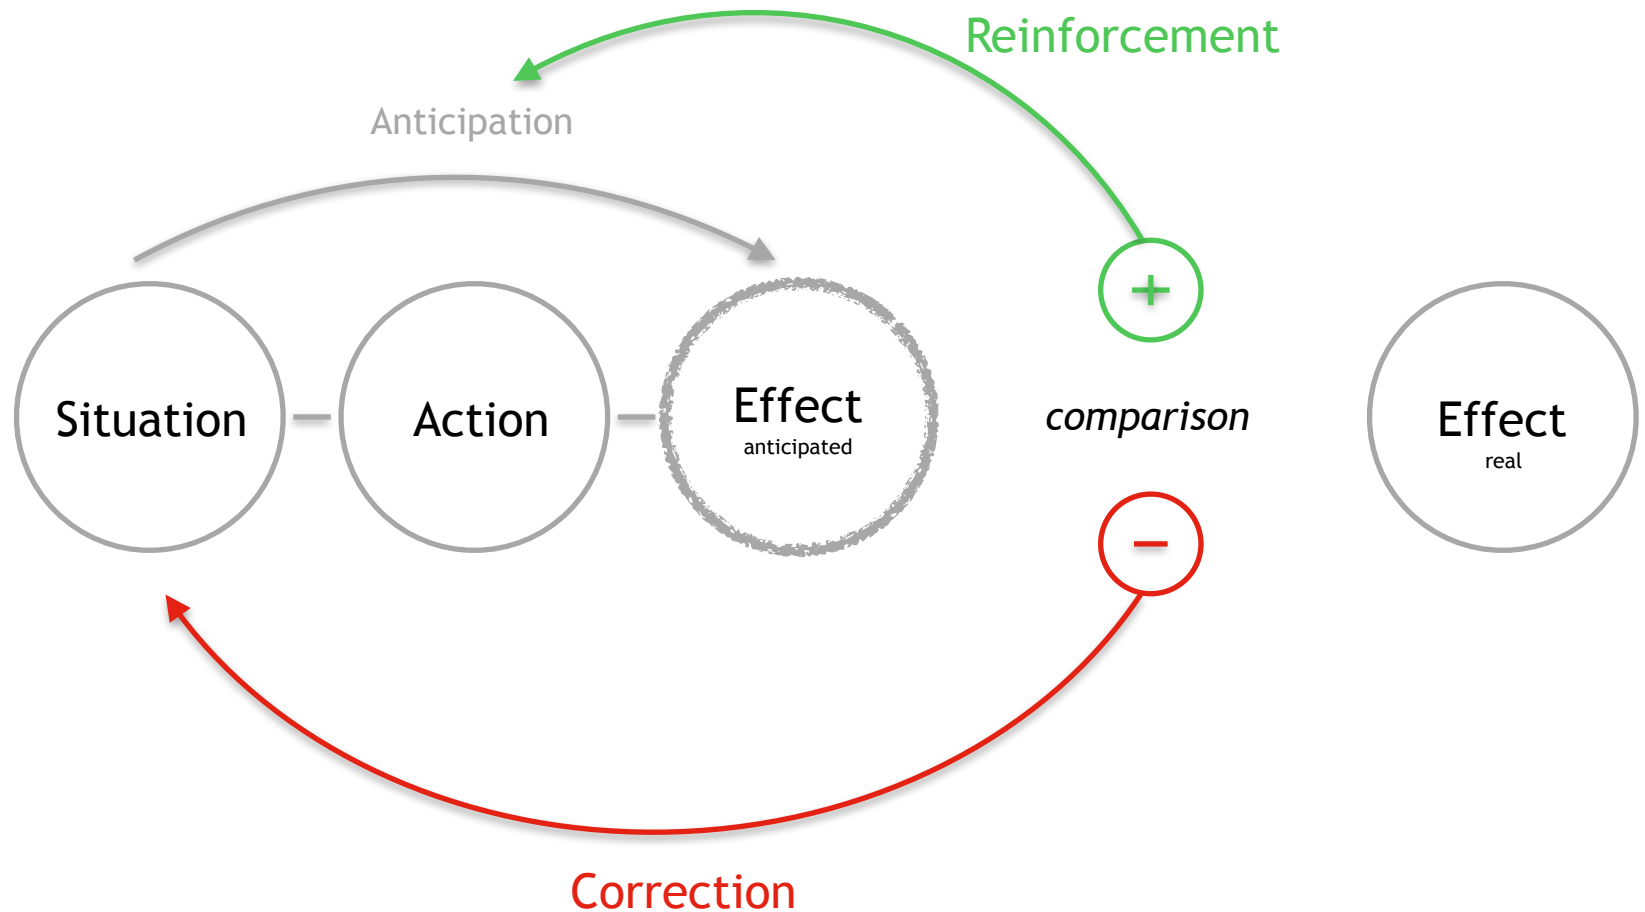 Reinforcement
Anticipation
+
Situation
Action
Effect
anticipated
comparison
Effect
real
–
Correction